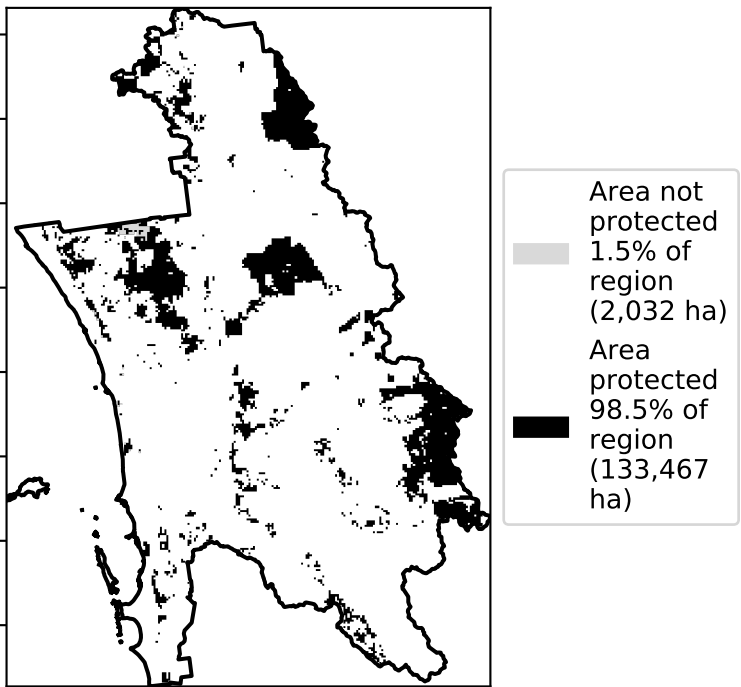 Area not
protected
1.5% of
region
(2,032 ha)
Area
protected
98.5% of
region
(133,467
ha)